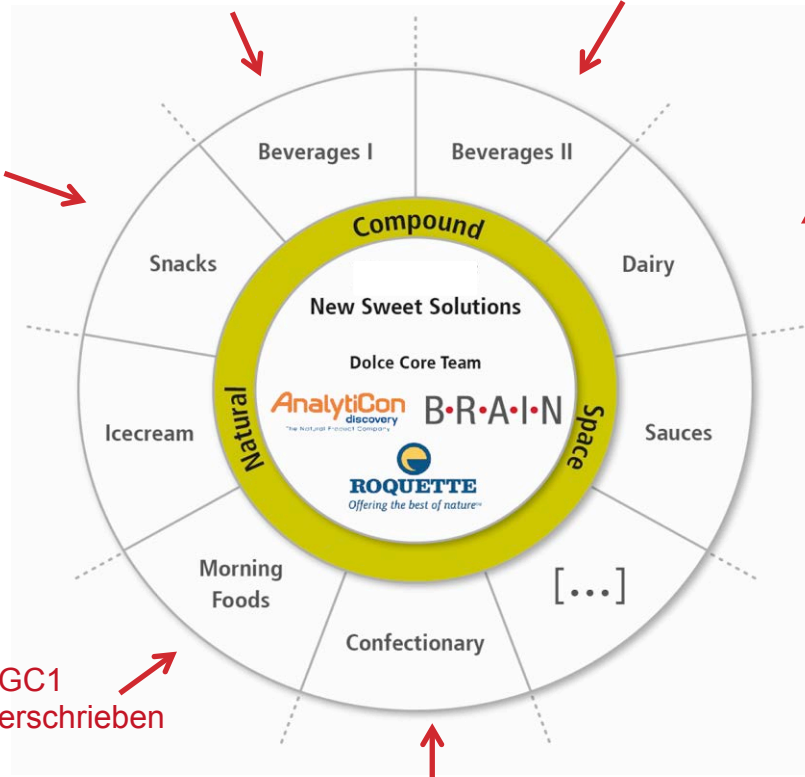 Beverages I
Beverages II
Compound
Snacks
Dairy
New Sweet Solutions
Dolce Core Team
AnalytiCon
discovery
The Natural Product Company
B•R•A•I•N
Natural
Space
Icecream
Sauces
ROQUETTE
Offering the best of nature™
Morning
Foods
[...]
Confectionary
GC1
erschrieben